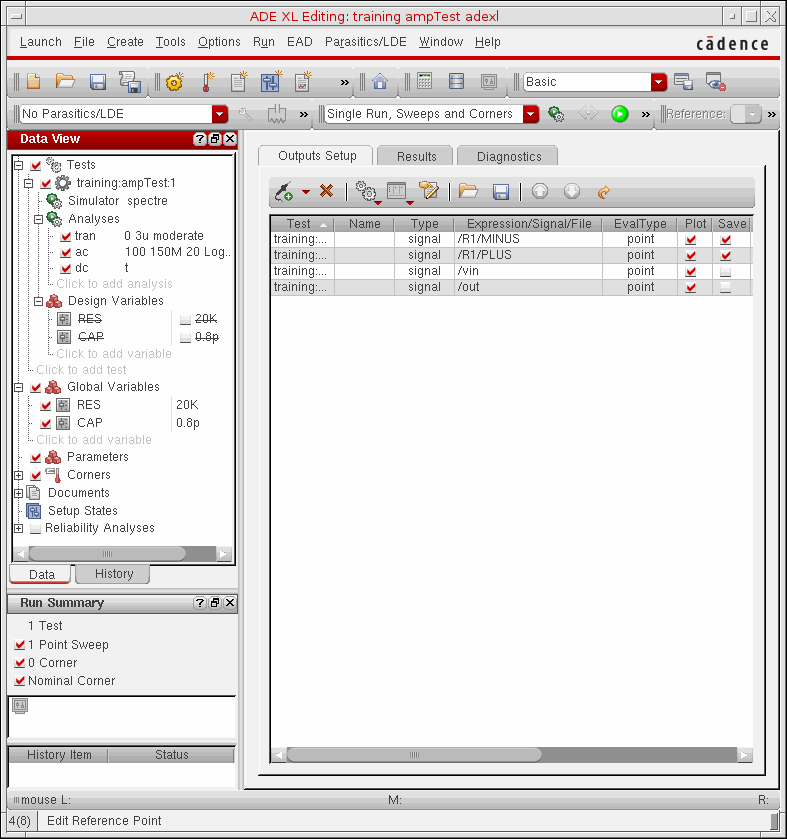 ADE XL Editing: training ampTest adexl
Launch File Create Tools Options Run EAD Parasitics/LDE Window Help cādence
» Basic
No Parasitics/LDE » Single Run, Sweeps and Corners » Reference: »
Data View ?
Outputs Setup Results Diagnostics
Tests
training:ampTest:1
Simulator spectre
Analyses
tran 0 3u moderate
ac 100 150M 20 Log...
dc t
Click to add analysis
Design Variables
RES 20K
CAP 0.8p
Click to add variable
Click to add test
Global Variables
RES 20K
CAP 0.8p
Click to add variable
Parameters
Corners
Documents
Setup States
Reliability Analyses
Data History
Test Name Type Expression/Signal/File EvalType Plot Save
training:... signal /R1/MINUS point
training:... signal /R1/PLUS point
training:... signal /vin point
training:... signal /out point
Run Summary ?
1 Test
1 Point Sweep
0 Corner
Nominal Corner
History Item Status
mouse L: M: R:
4(8) Edit Reference Point